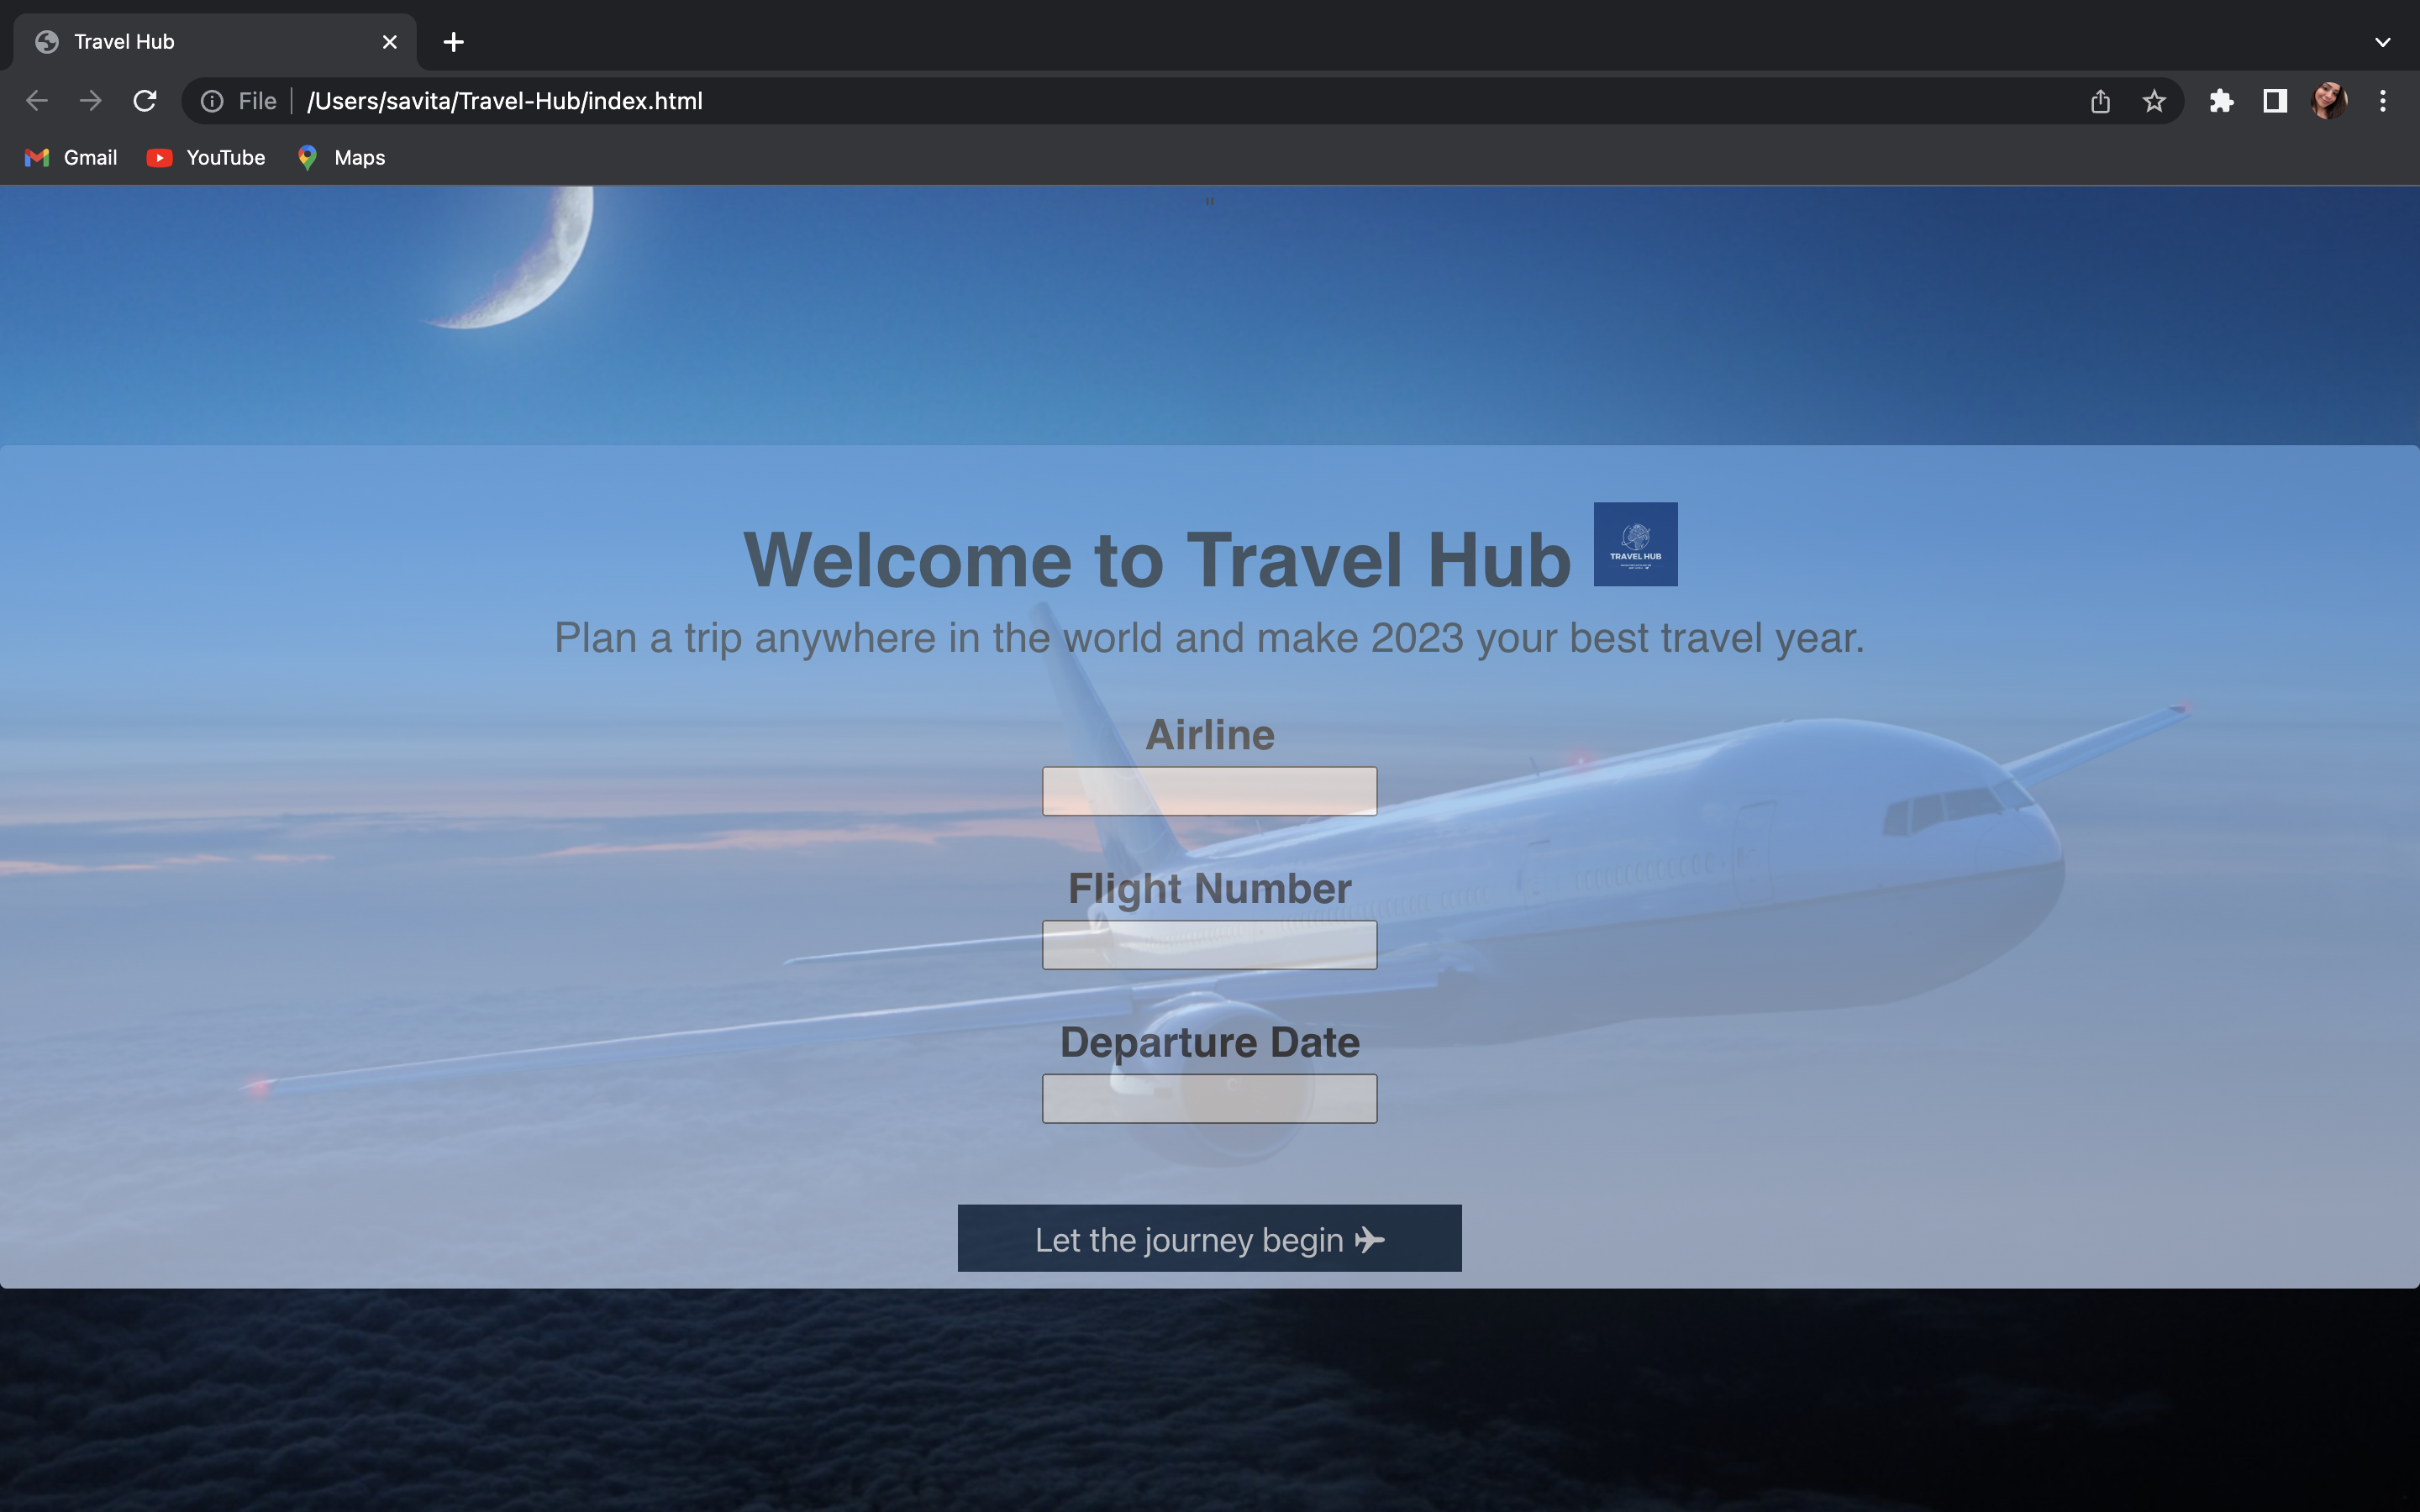 Travel Hub
File /Users/savita/Travel-Hub/index.html
Gmail YouTube Maps
"
Welcome to Travel Hub
TRAVEL HUB
Plan a trip anywhere in the world and make 2023 your best travel year.
Airline
Flight Number
Departure Date
Let the journey begin